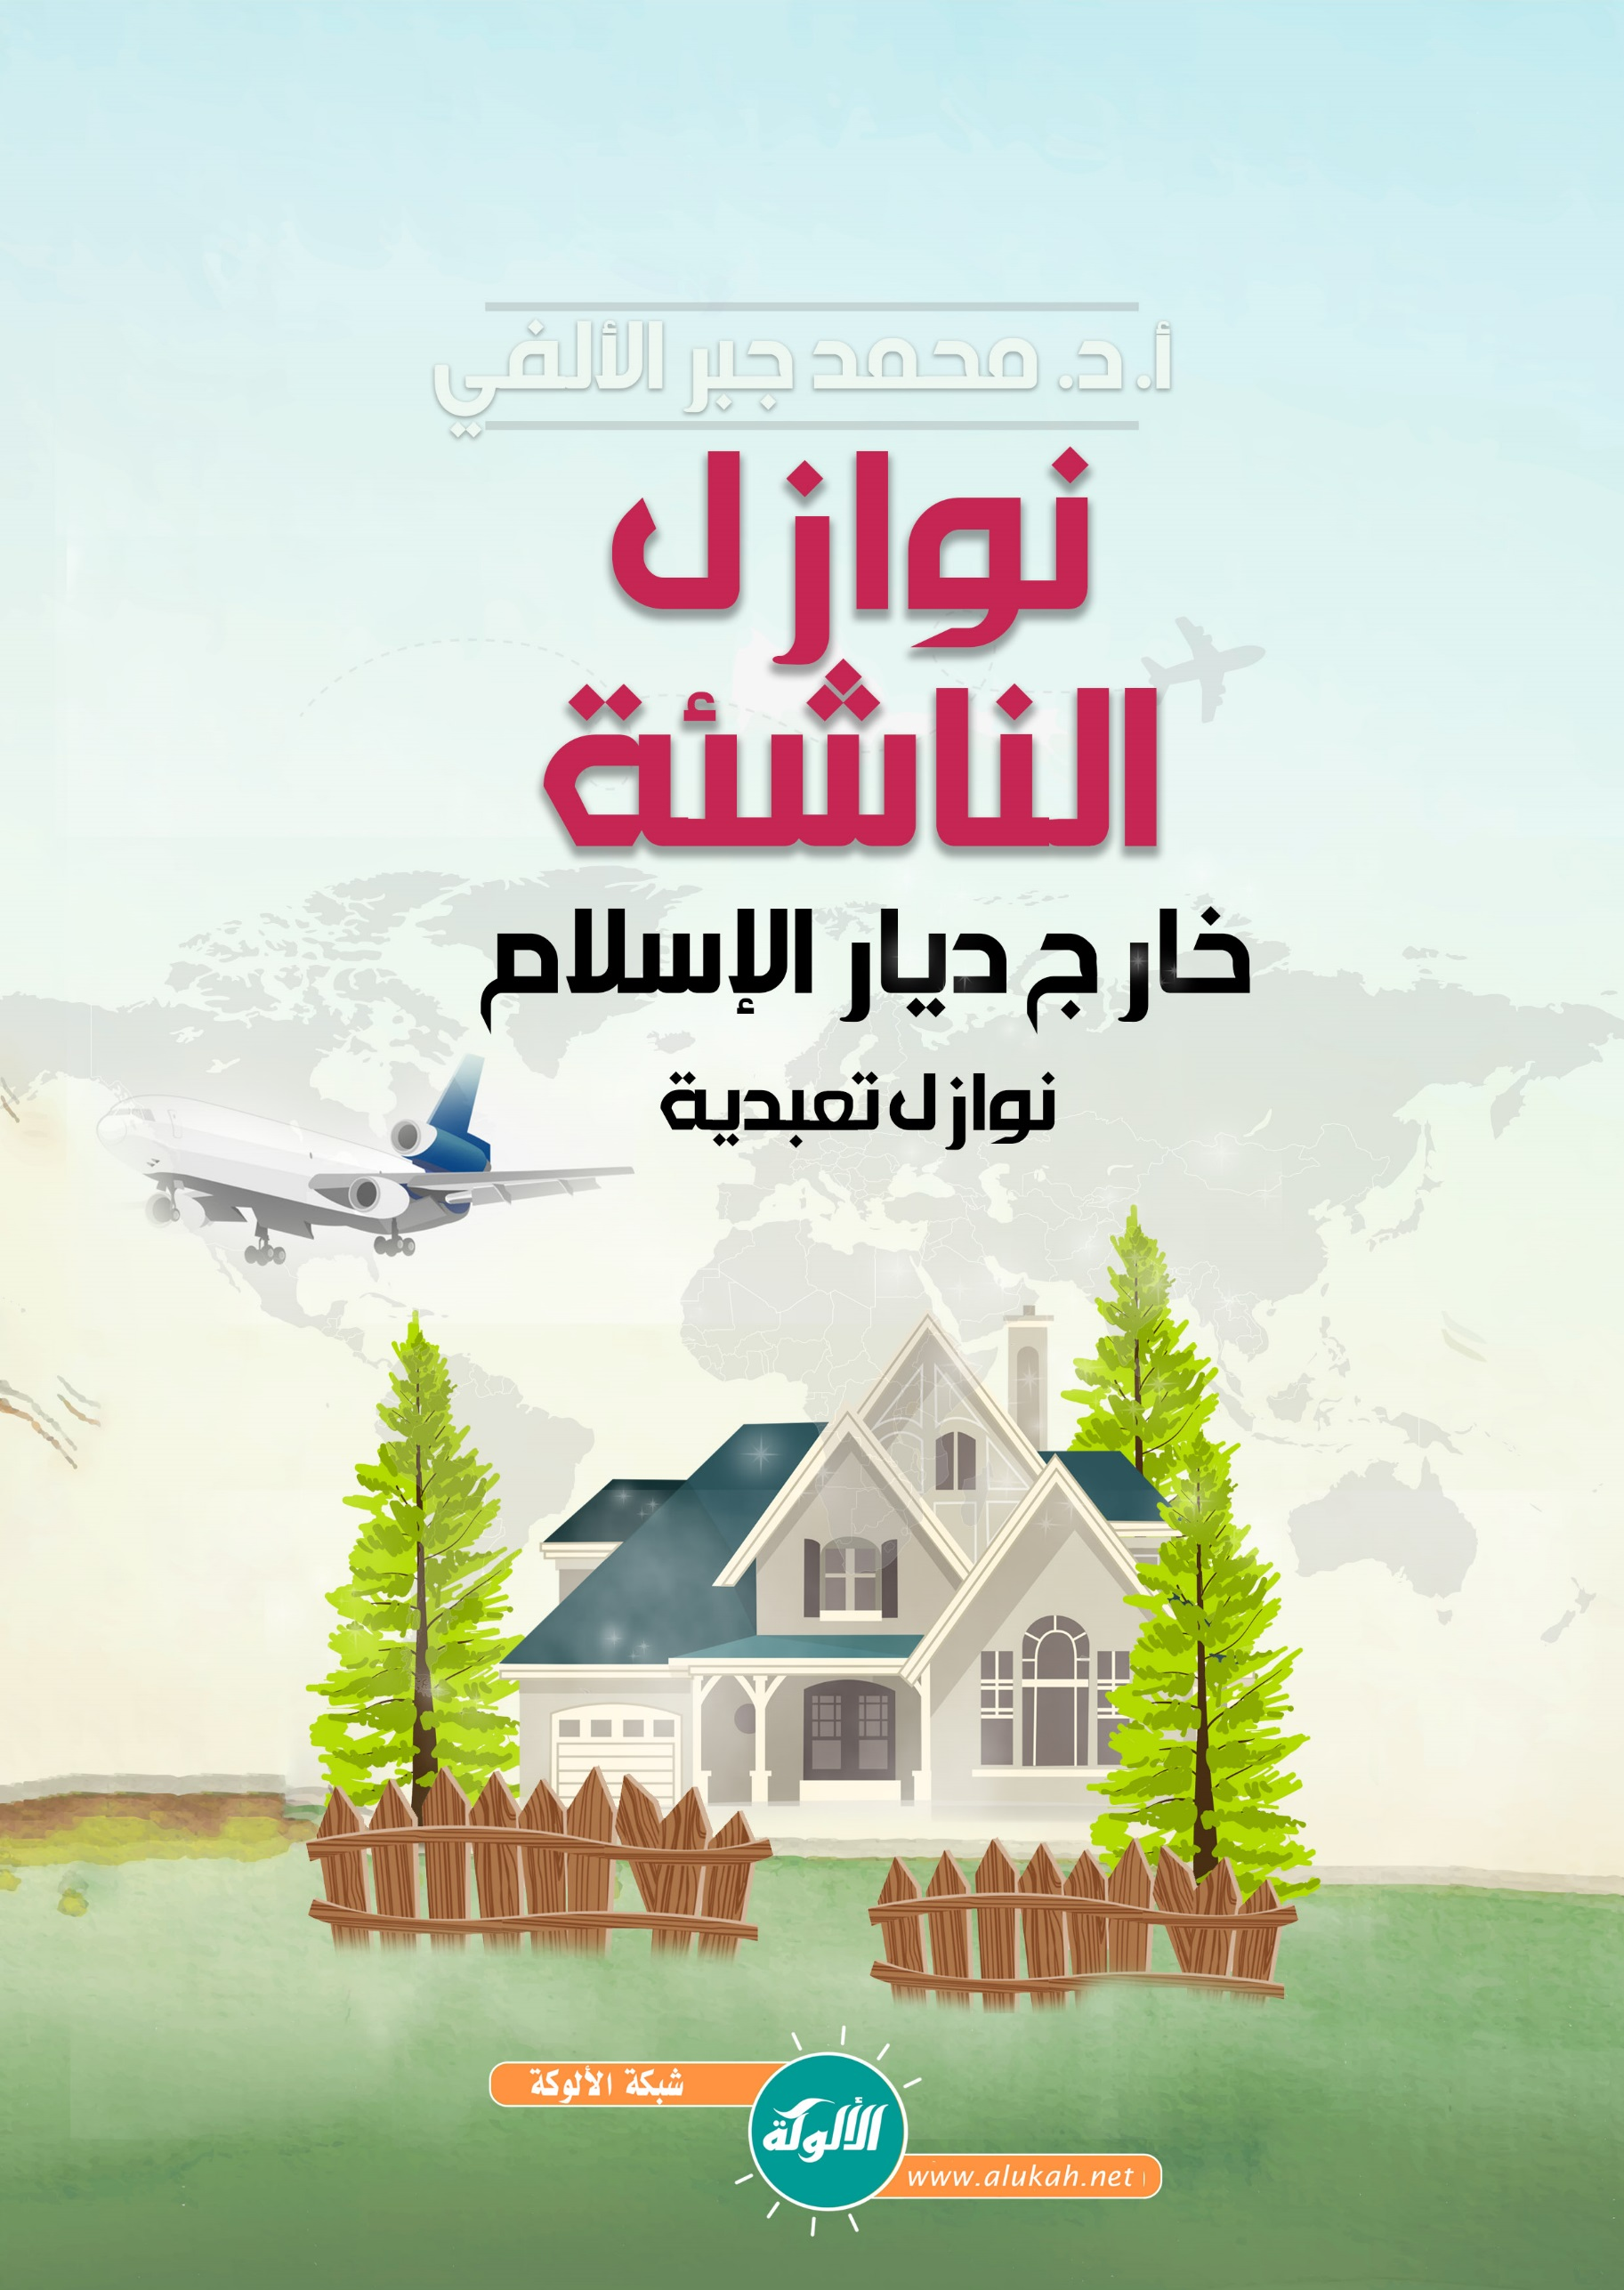 أ. د. محمد جبر الألفي
نوازل
الناشئة
خارج ديار الإسلام
نوازل تعبدية
شبكة الألوكة
الألوكة
www.alukah.net